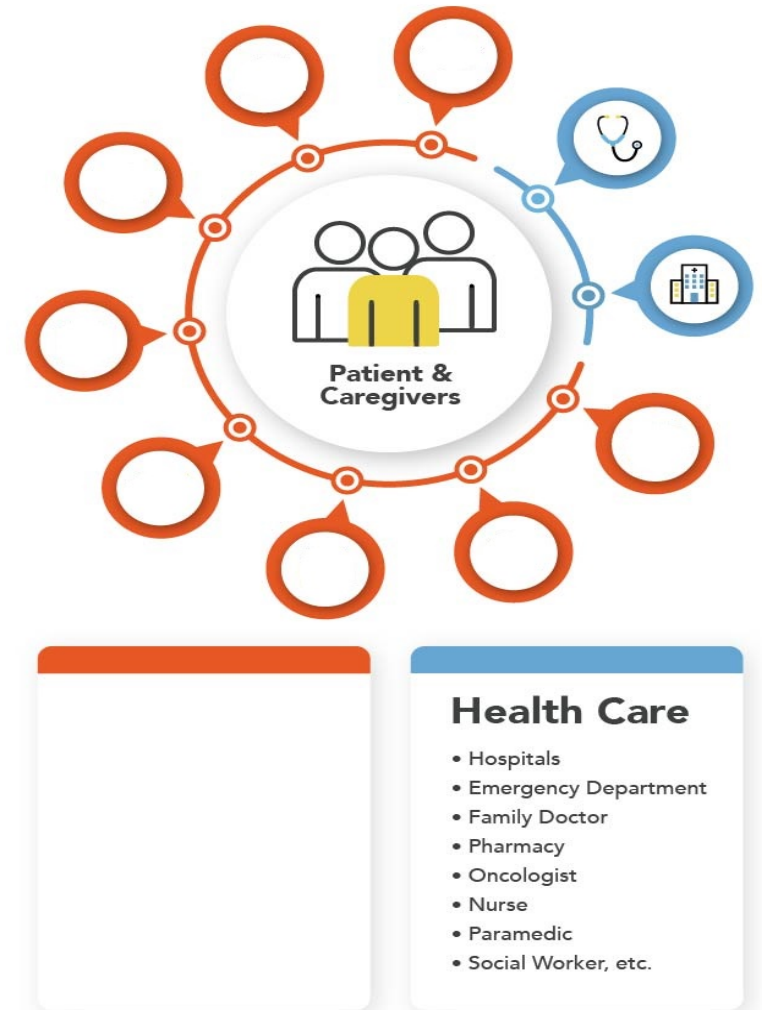 Patient &
Caregivers
Health Care
• Hospitals
• Emergency Department
• Family Doctor
• Pharmacy
• Oncologist
• Nurse
• Paramedic
• Social Worker, etc.